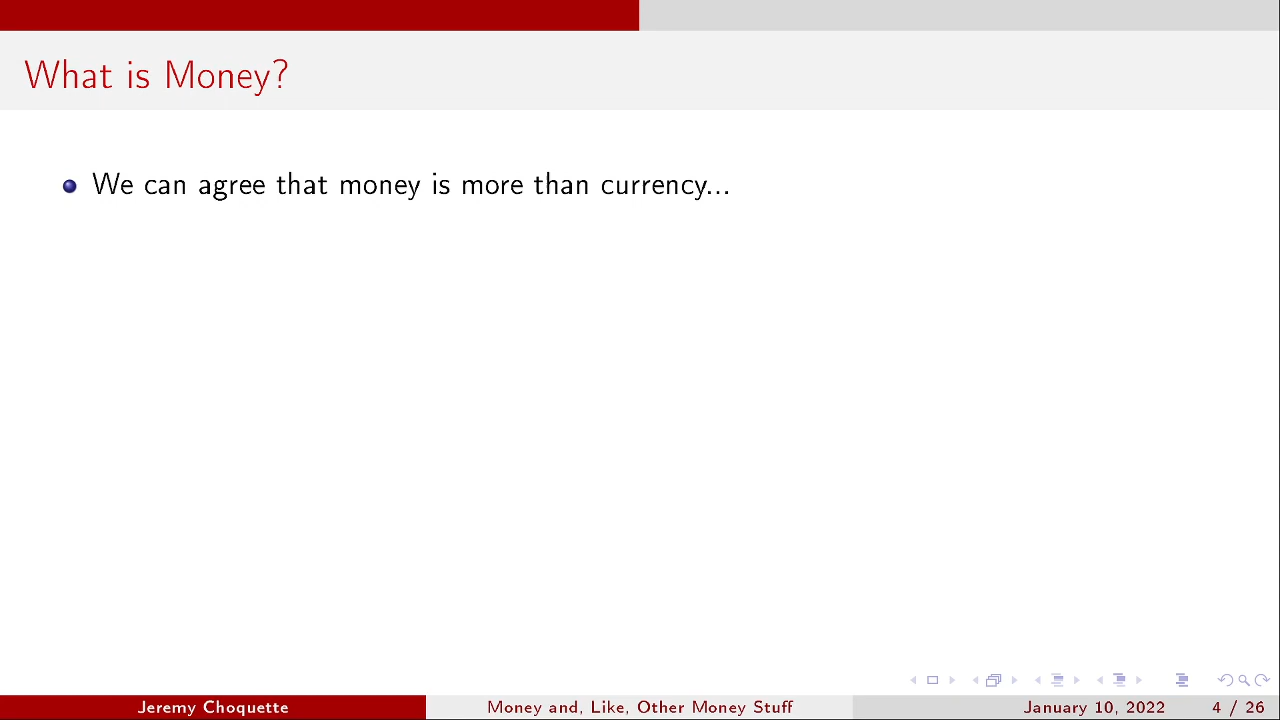 What is Money?
We can agree that money is more than currency...
Jeremy Choquette
Money and, Like, Other Money Stuff
January 10, 2022
4 / 26